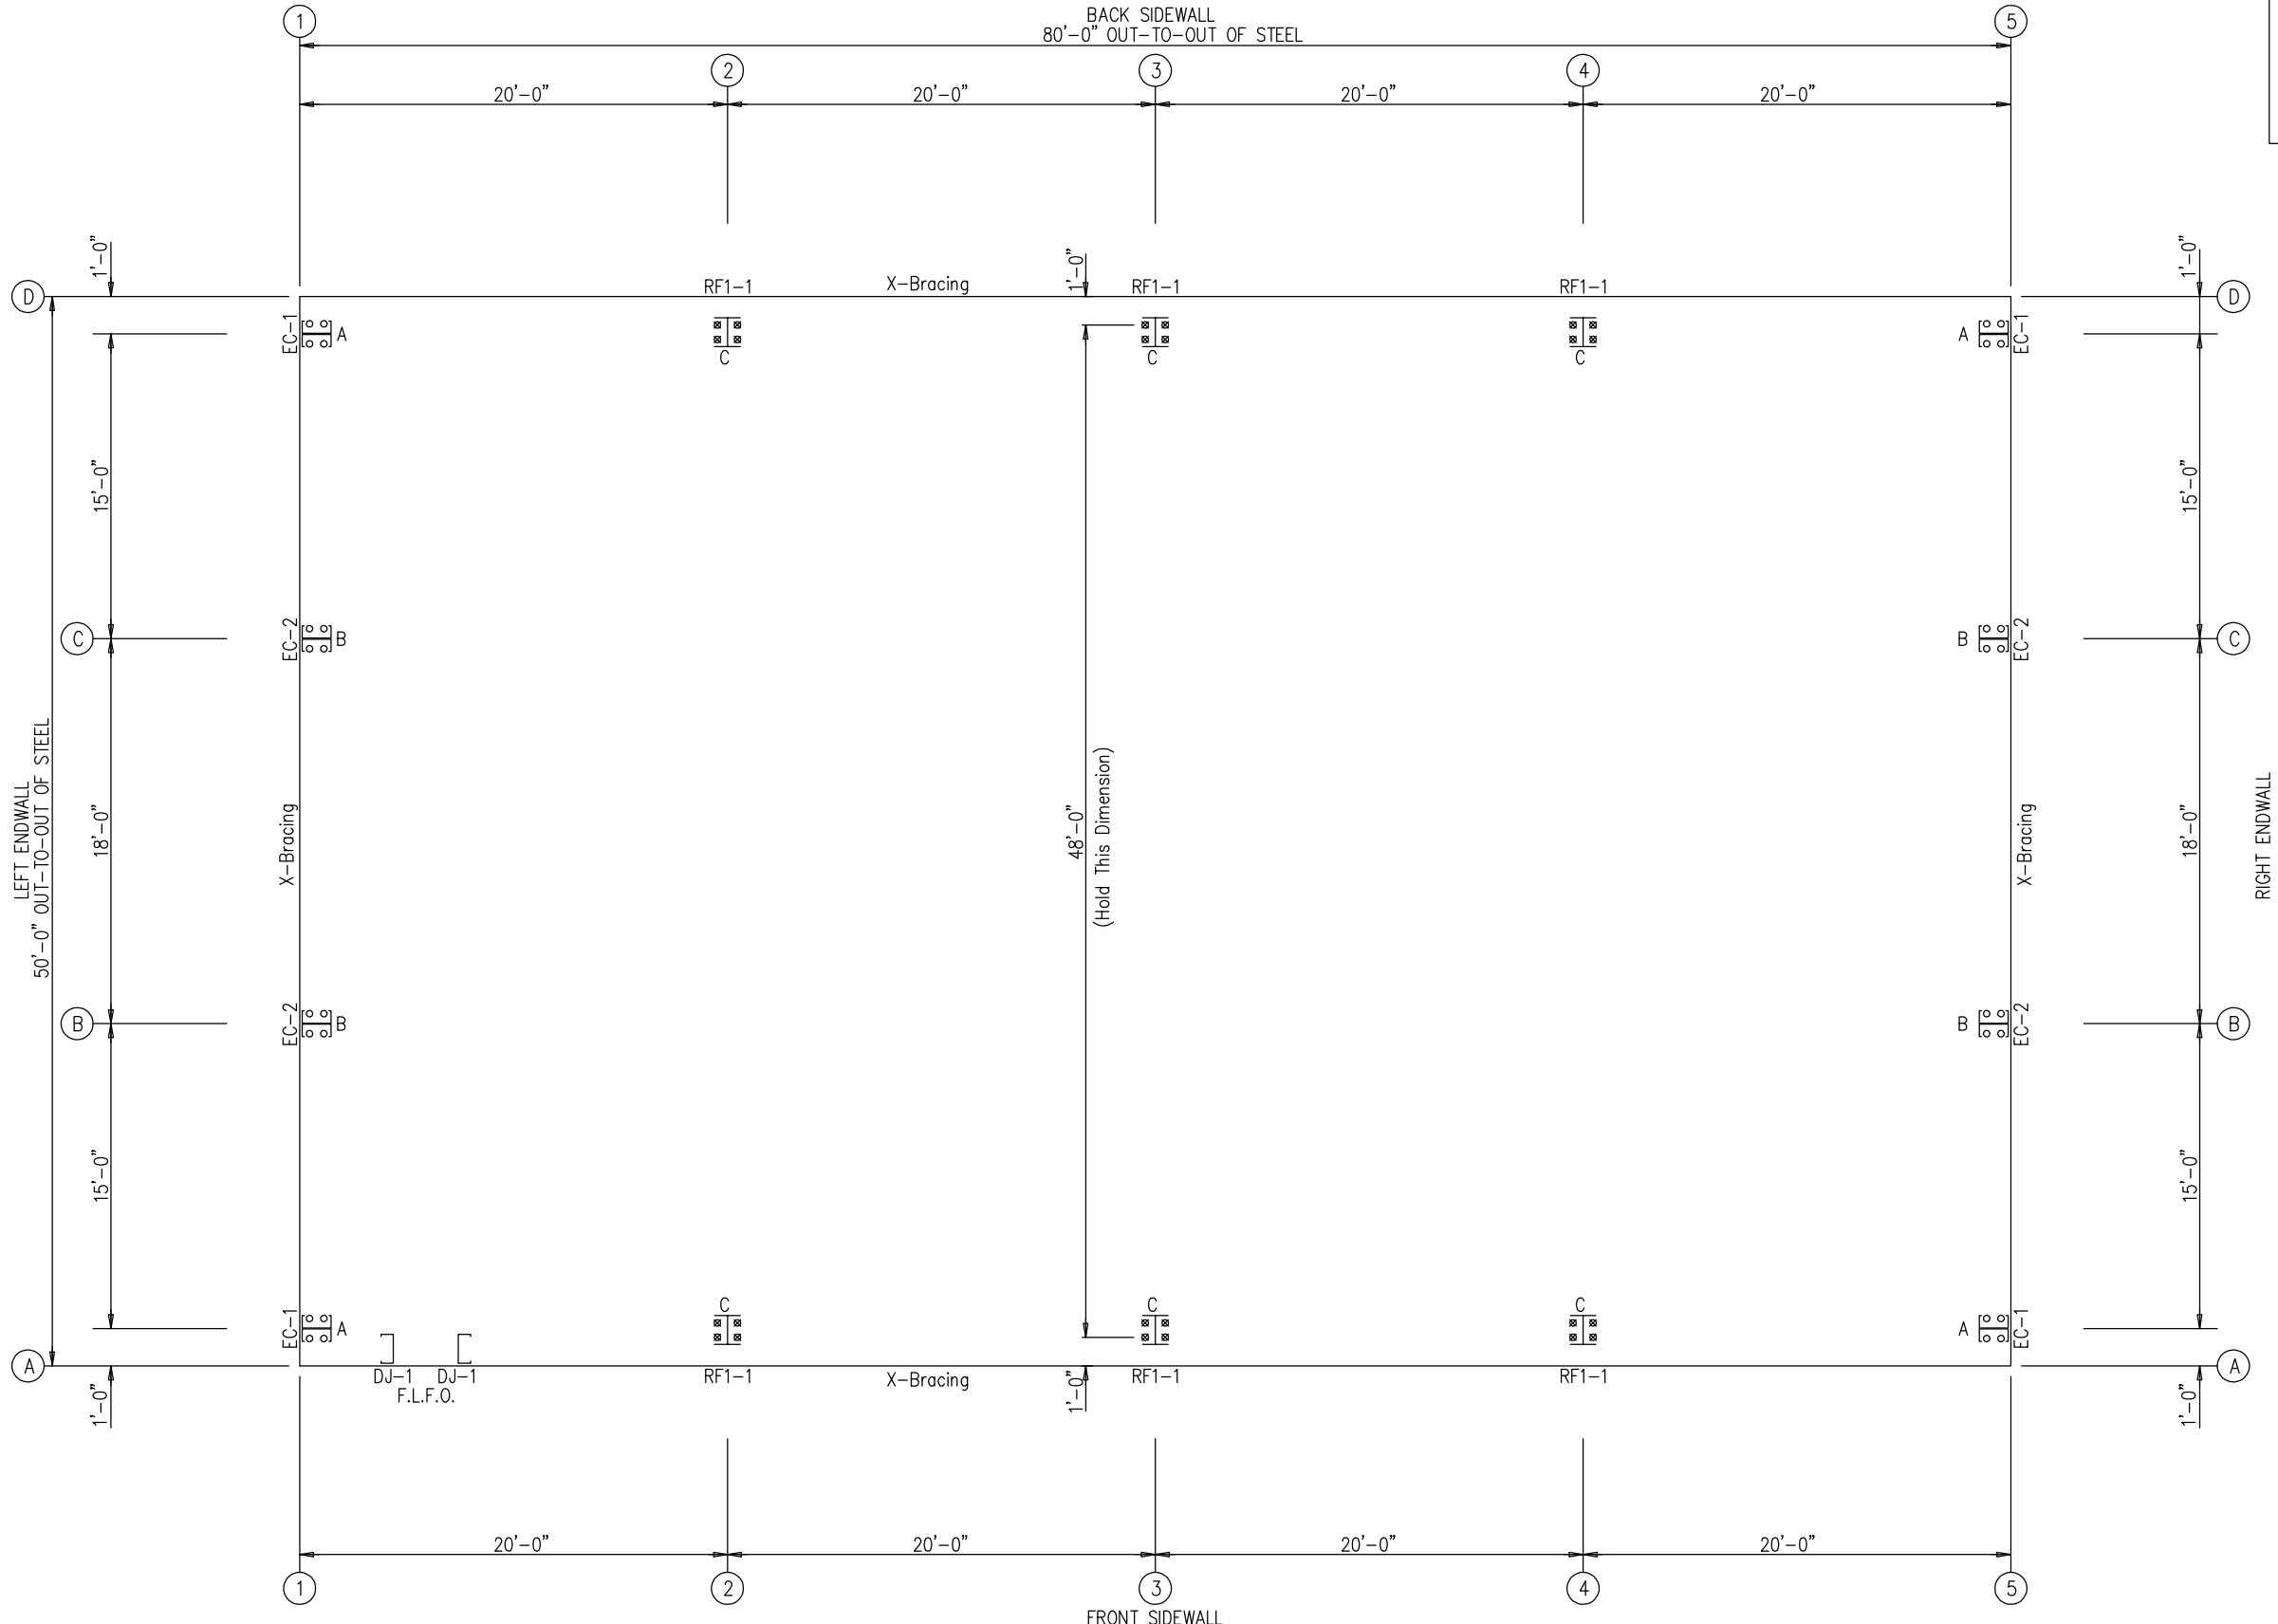 BACK SIDEWALL
80'-0" OUT-TO-OUT OF STEEL
1
5
2
3
4
20'-0"
20'-0"
20'-0"
20'-0"
1'-0"
1'-0"
1'-0"
D
RF1-1
X-Bracing
RF1-1
RF1-1
D
EC-1
A
C
C
C
A
EC-1
15'-0"
15'-0"
C
EC-2
B
B
EC-2
C
LEFT ENDWALL
50'-0" OUT-TO-OUT OF STEEL
18'-0"
X-Bracing
48'-0"
(Hold This Dimension)
X-Bracing
18'-0"
RIGHT ENDWALL
B
EC-2
B
B
EC-2
B
15'-0"
15'-0"
EC-1
A
C
C
C
A
EC-1
A
DJ-1
DJ-1
RF1-1
X-Bracing
RF1-1
RF1-1
A
F.L.F.O.
1'-0"
1'-0"
1'-0"
20'-0"
20'-0"
20'-0"
20'-0"
1
2
3
4
5
FRONT SIDEWALL